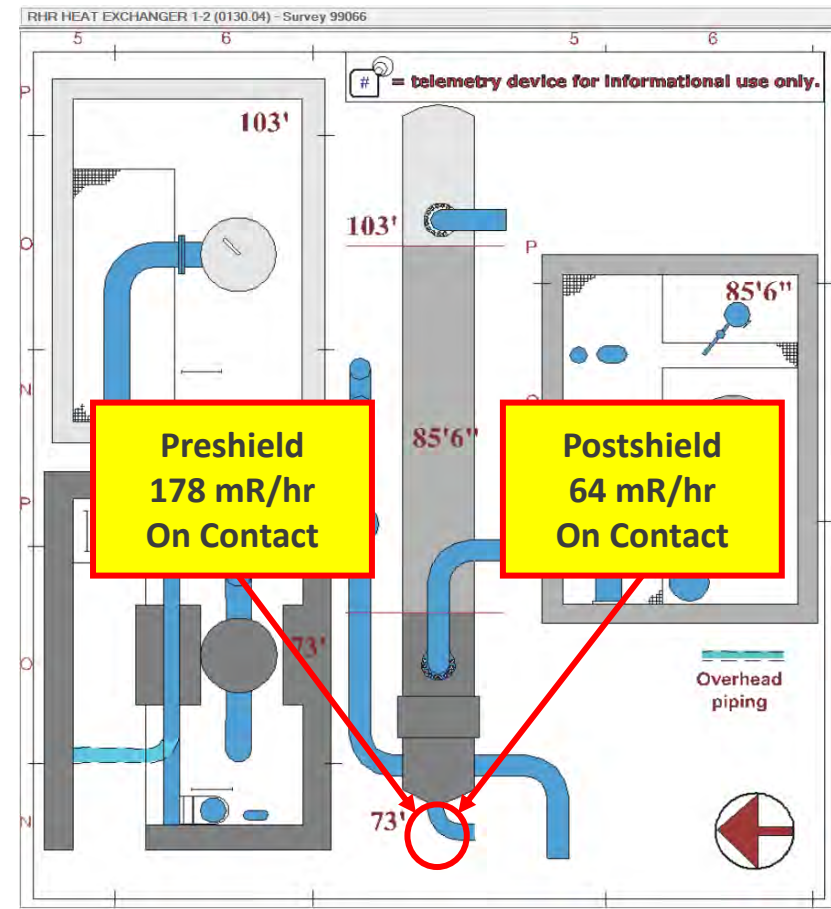 RHR HEAT EXCHANGER 1-2 (0130.04) - Survey 99066
5 6 5 6
# = telemetry device for informational use only.
P
103'
O
103'
P
85'6"
N
85'6"
Preshield
178 mR/hr
On Contact
Postshield
64 mR/hr
On Contact
P
O
73'
Overhead
piping
N
73'